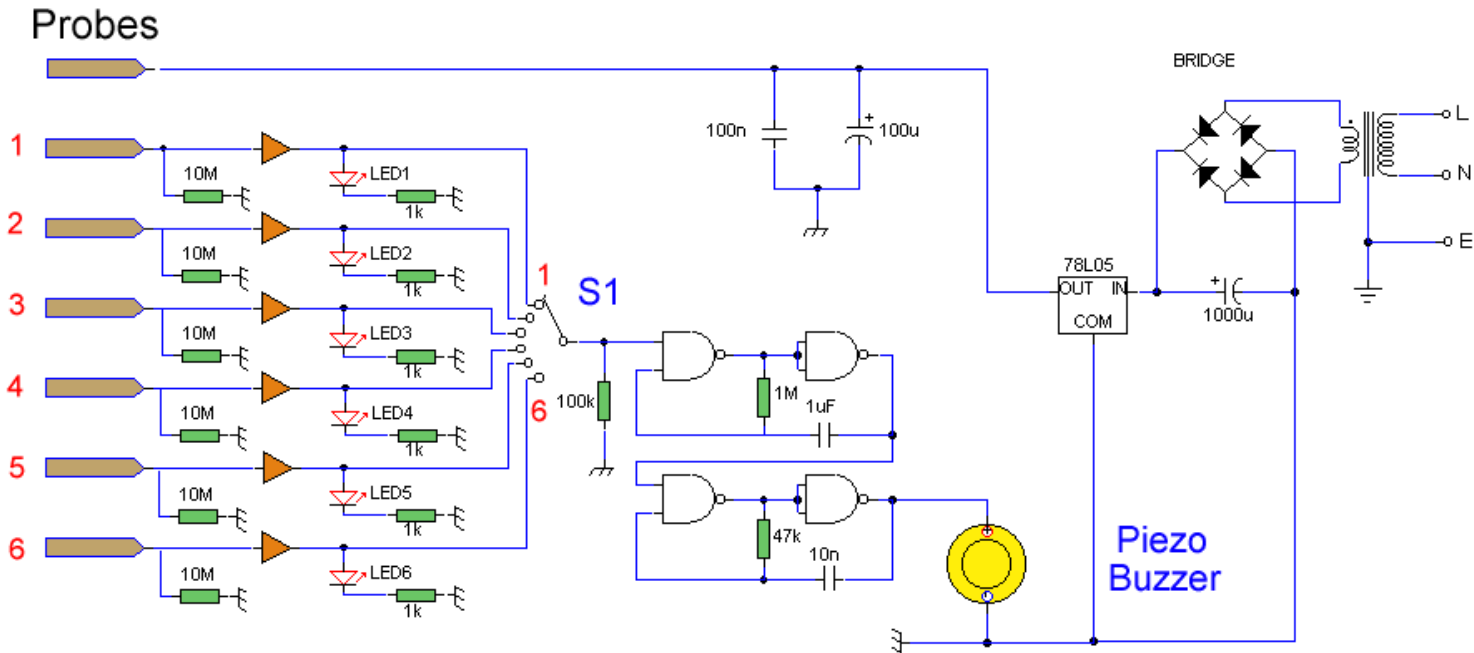 Probes
BRIDGE
100n
+
100u
L
N
E
1
10M
LED1
1k
2
10M
LED2
1k
3
10M
LED3
1k
4
10M
LED4
1k
5
10M
LED5
1k
6
10M
LED6
1k
1
S1
6
100k
1M
1uF
47k
10n
78L05
OUT IN
COM
+
1000u
Piezo
Buzzer